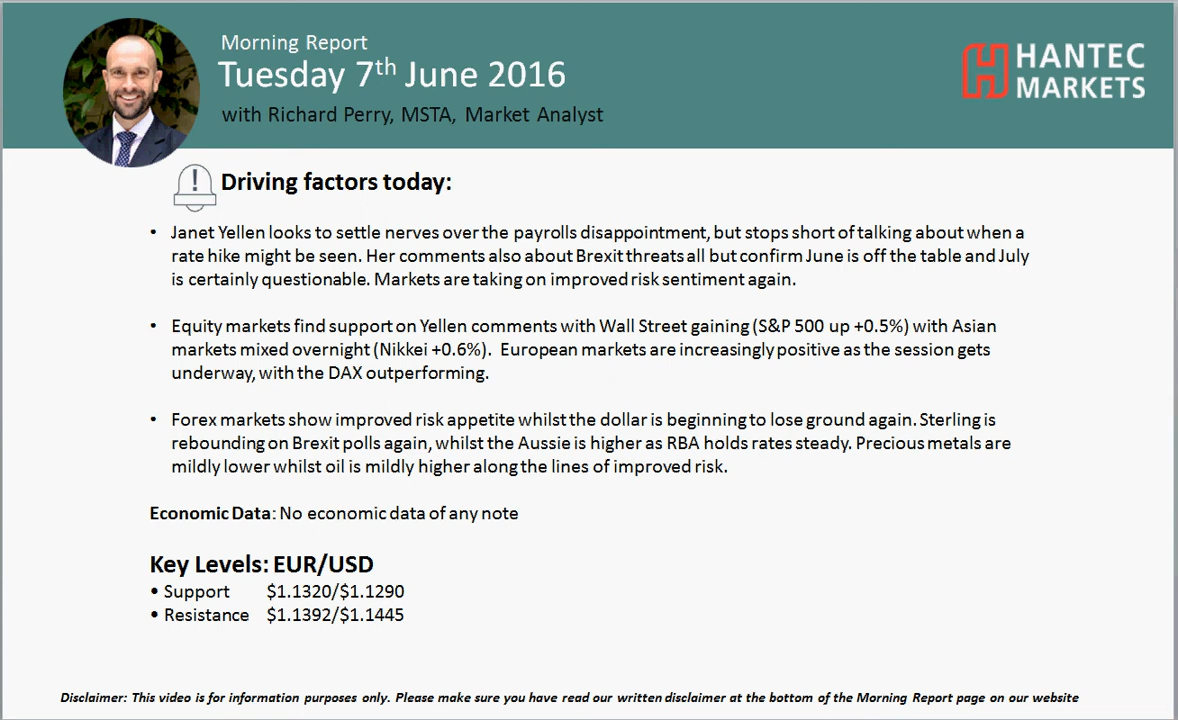 Morning Report
Tuesday 7th June 2016
with Richard Perry, MSTA, Market Analyst
HANTEC
MARKETS
! Driving factors today:
• Janet Yellen looks to settle nerves over the payrolls disappointment, but stops short of talking about when a
rate hike might be seen. Her comments also about Brexit threats all but confirm June is off the table and July
is certainly questionable. Markets are taking on improved risk sentiment again.
• Equity markets find support on Yellen comments with Wall Street gaining (S&P 500 up +0.5%) with Asian
markets mixed overnight (Nikkei +0.6%). European markets are increasingly positive as the session gets
underway, with the DAX outperforming.
• Forex markets show improved risk appetite whilst the dollar is beginning to lose ground again. Sterling is
rebounding on Brexit polls again, whilst the Aussie is higher as RBA holds rates steady. Precious metals are
mildly lower whilst oil is mildly higher along the lines of improved risk.
Economic Data: No economic data of any note
Key Levels: EUR/USD
• Support $1.1320/$1.1290
• Resistance $1.1392/$1.1445
Disclaimer: This video is for information purposes only. Please make sure you have read our written disclaimer at the bottom of the Morning Report page on our website